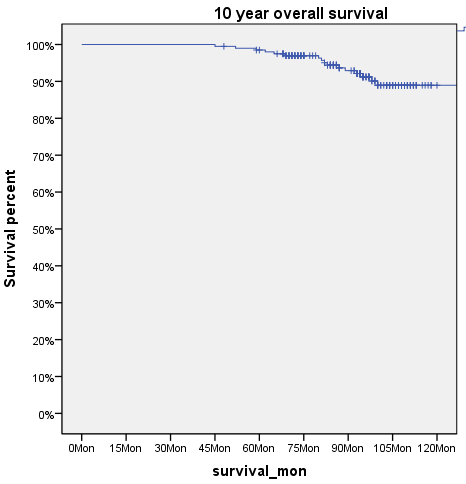 10 year overall survival
100%
90%
80%
70%
60%
50%
40%
30%
20%
10%
0%
Survival percent
0Mon 15Mon 30Mon 45Mon 60Mon 75Mon 90Mon 105Mon 120Mon
survival_mon